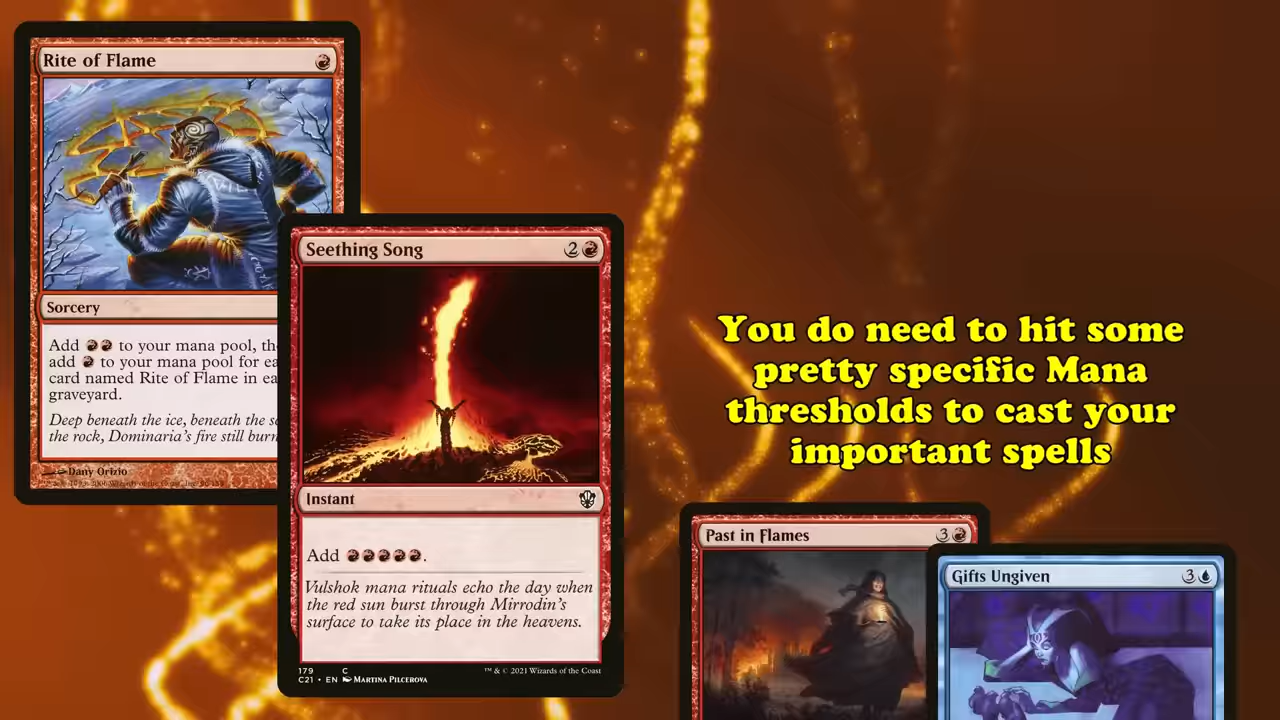 Rite of Flame
Sorcery
Add to your mana pool, th
add to your mana pool for ea
card named Rite of Flame in ea
graveyard.
Deep beneath the ice, beneath the s
the rock, Dominaria's fire still burn
Dany Orizio
Seething Song 2
Instant
Add .
Vulshok mana rituals echo the day when
the red sun burst through Mirrodin's
surface to take its place in the heavens.
179 C
C21 • EN Martina Pilcerova
™ & © 2021 Wizards of the Coast
You do need to hit some
pretty specific Mana
thresholds to cast your
important spells
Past in Flames 3
Gifts Ungiven 3